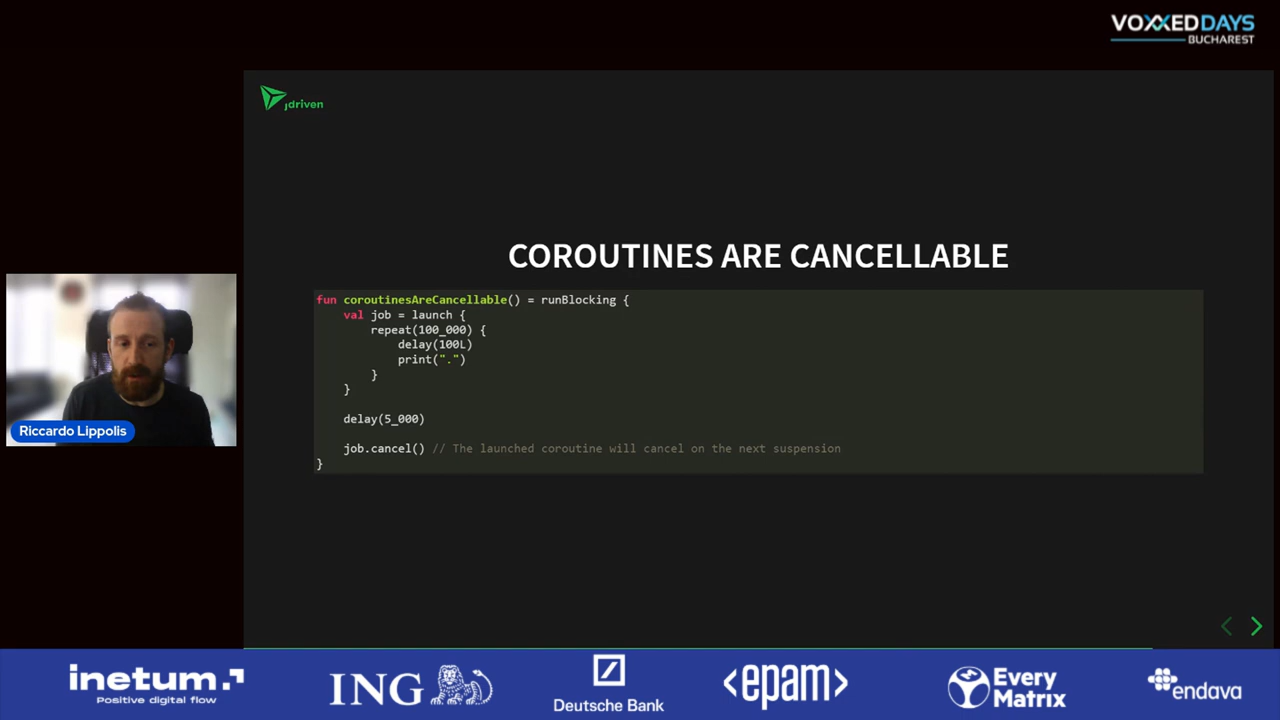 VOXXEDDAYS
BUCHAREST
jdriven
COROUTINES ARE CANCELLABLE
fun coroutinesAreCancellable() = runBlocking {
    val job = launch {
        repeat(100_000) {
            delay(100L)
            print(".")
        }
    }
    delay(5_000)
    job.cancel() // The launched coroutine will cancel on the next suspension
}
Riccardo Lippolis
inetum.
Positive digital flow
ING
Deutsche Bank
<epam>
Every
Matrix
endava